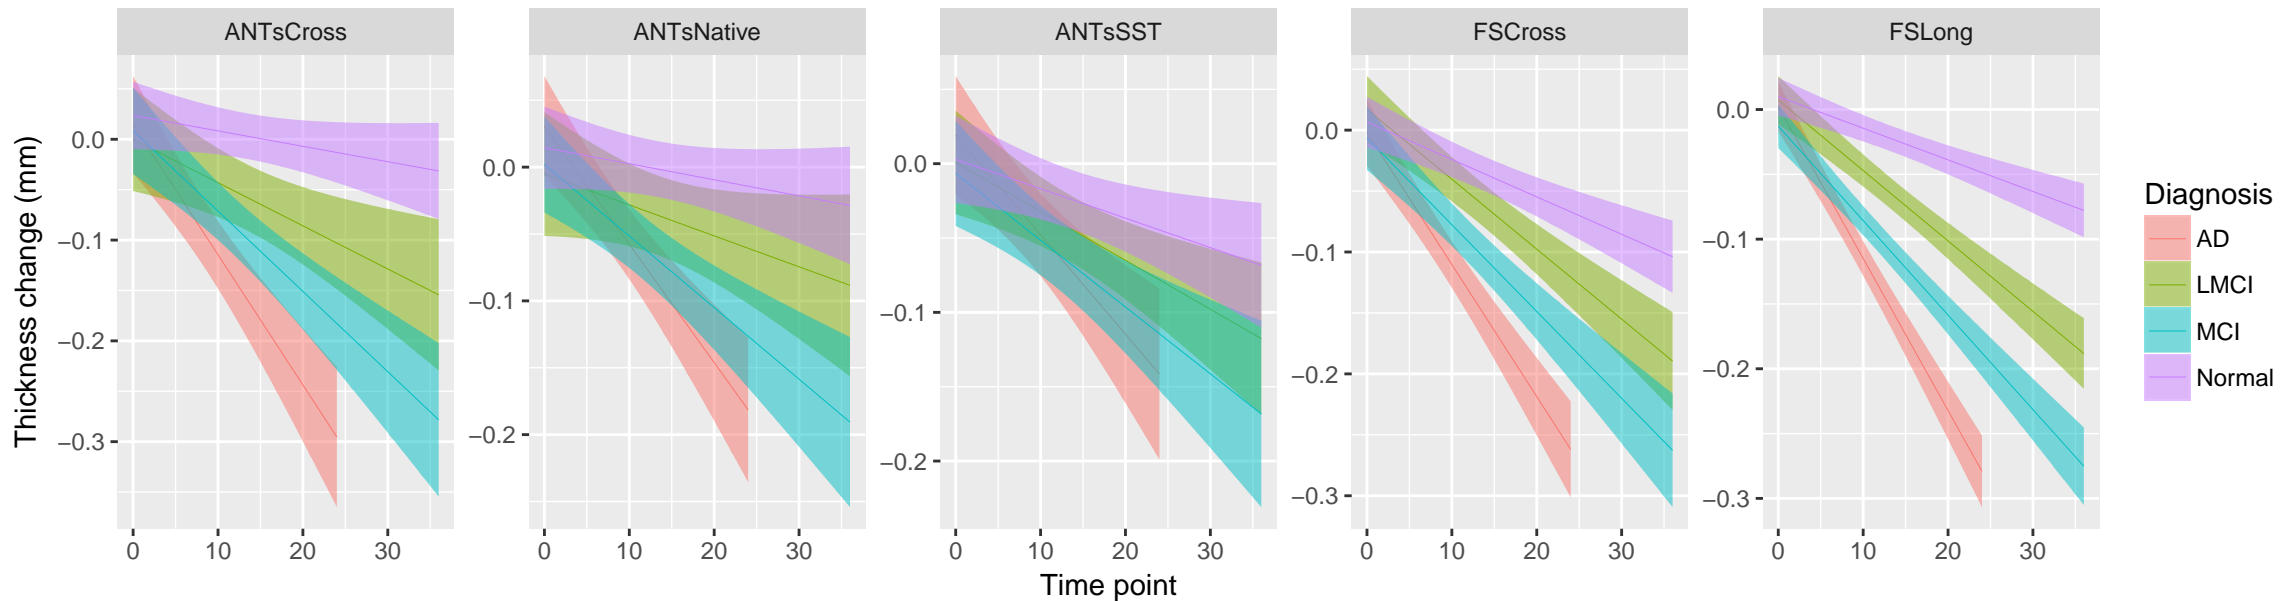 ANTsCross
ANTsNative
ANTsSST
FSCross
FSLong
Thickness change (mm)
0.0
−0.1
−0.2
−0.3
0 10 20 30
0.0
−0.1
−0.2
0 10 20 30
0.0
−0.1
−0.2
0 10 20 30
0.0
−0.1
−0.2
−0.3
0 10 20 30
0.0
−0.1
−0.2
−0.3
0 10 20 30
Time point
Diagnosis
AD
LMCI
MCI
Normal